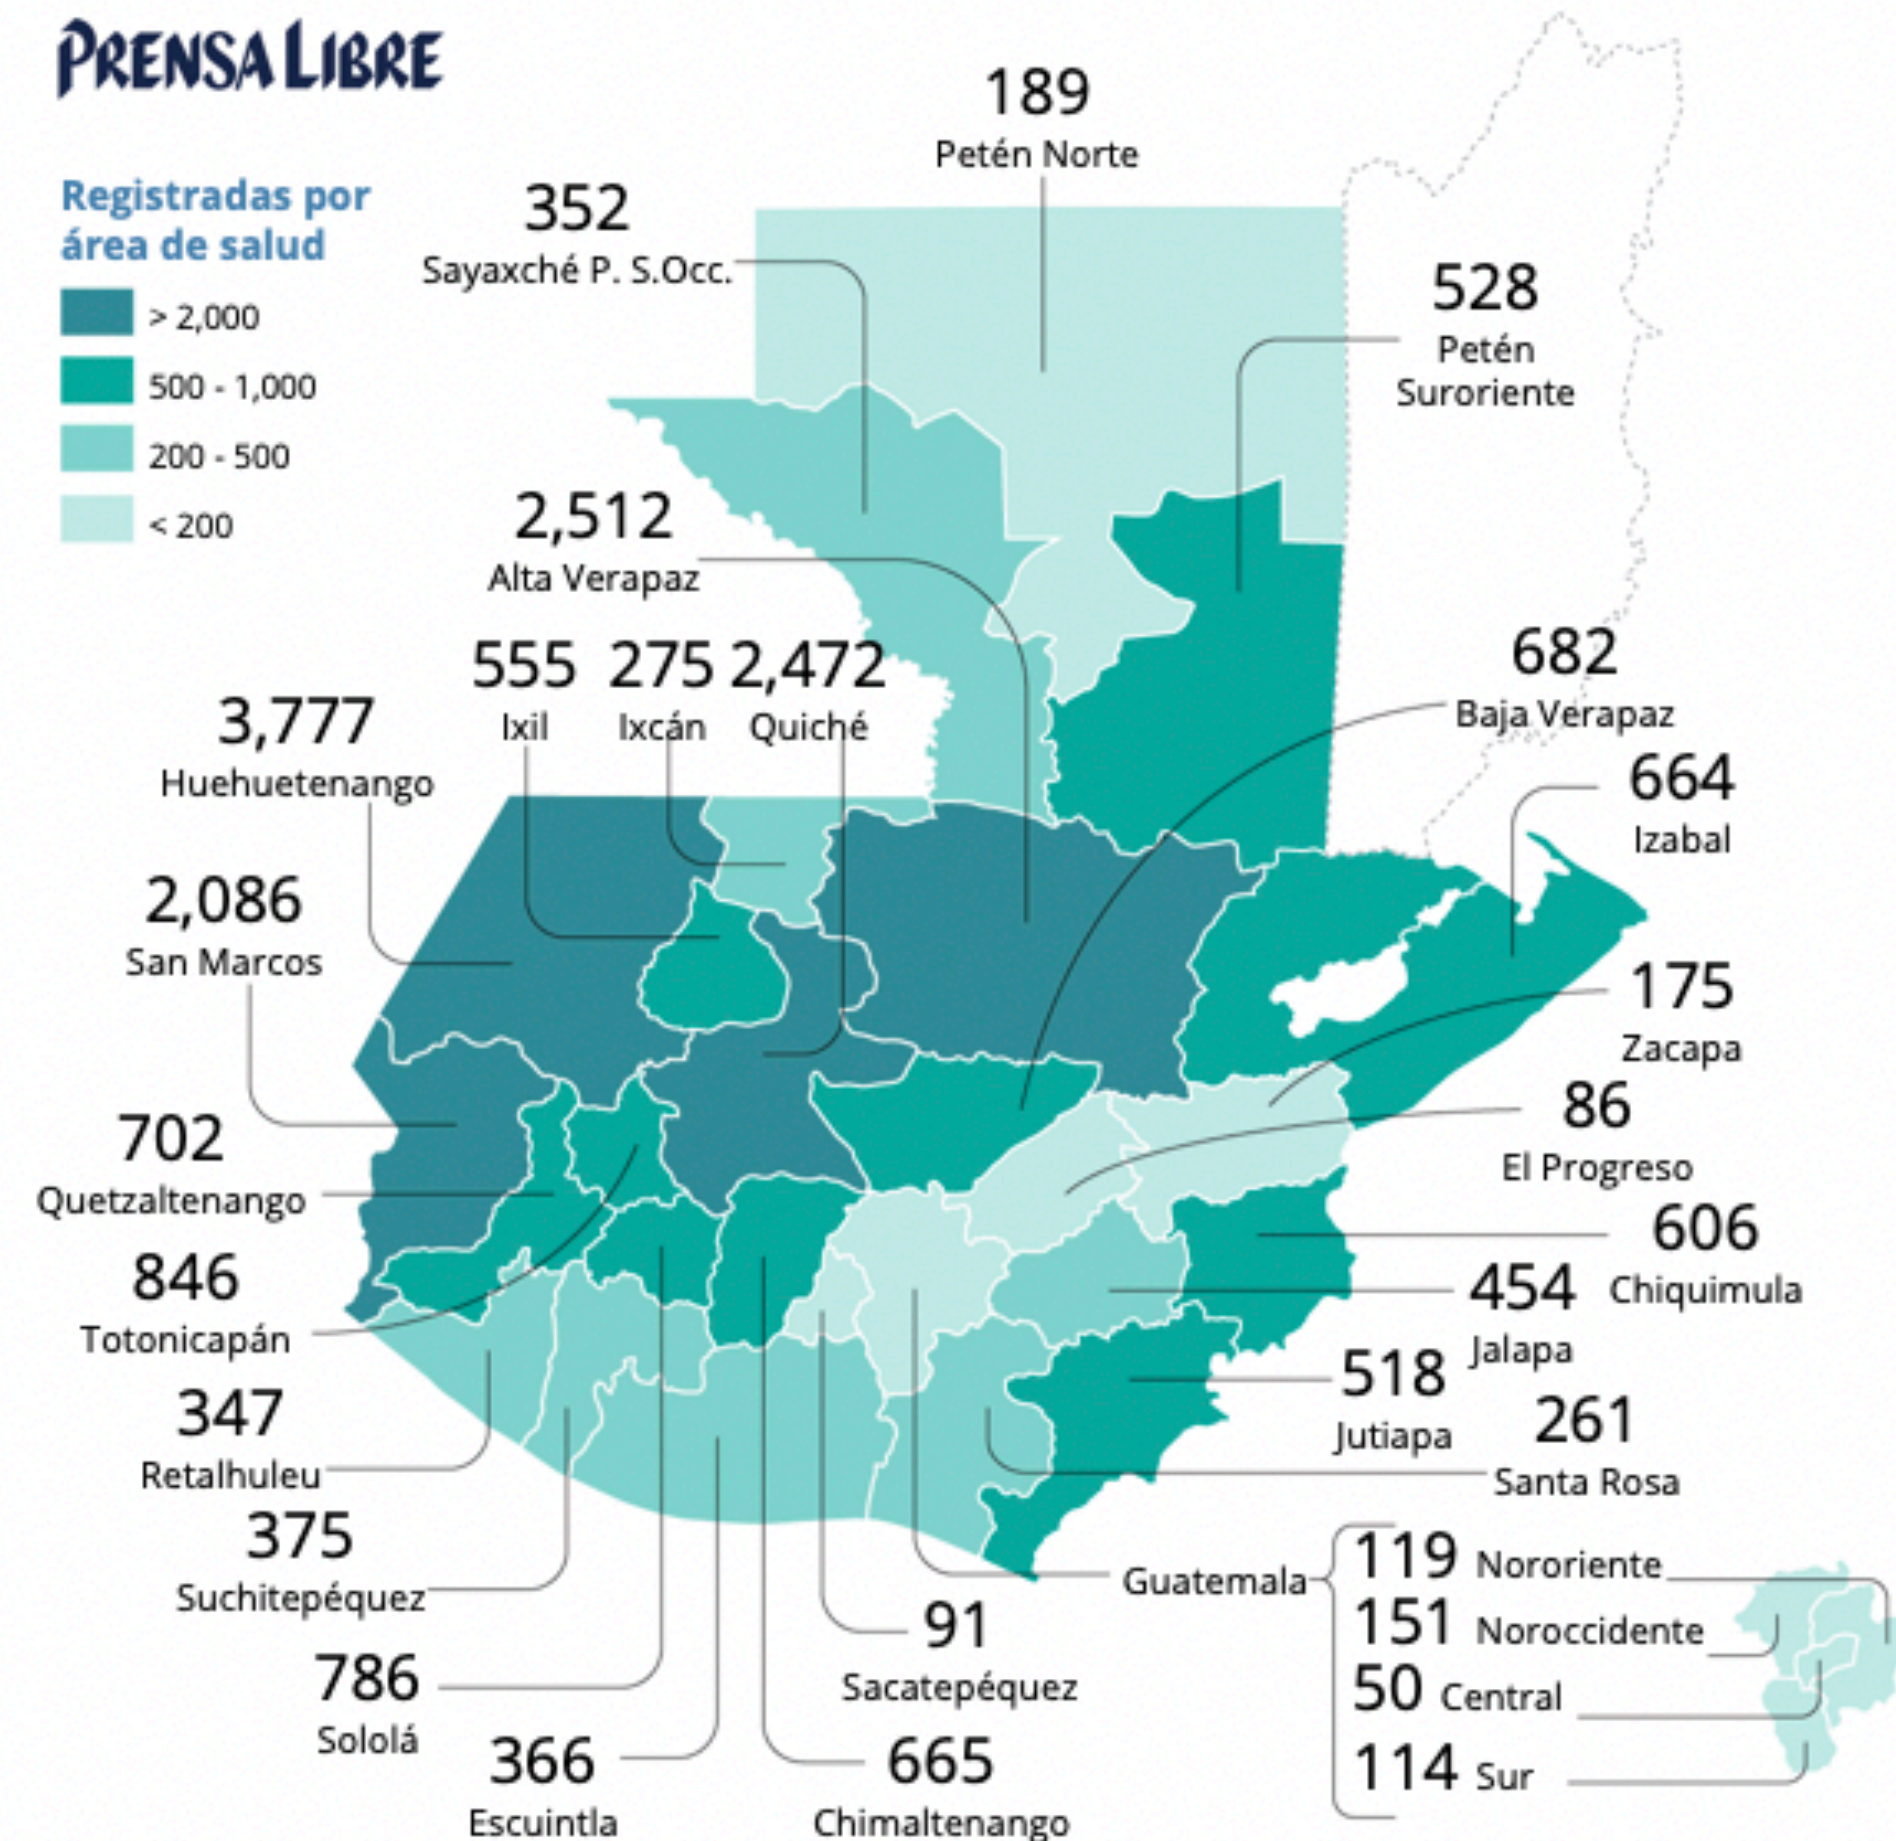 PRENSA LIBRE
Registradas por
área de salud
> 2,000
500 - 1,000
200 - 500
< 200
189
Petén Norte
352
Sayaxché P. S.Occ.
528
Petén
Suroriente
2,512
Alta Verapaz
682
Baja Verapaz
555
Ixil
275
Ixcán
2,472
Quiché
3,777
Huehuetenango
664
Izabal
2,086
San Marcos
175
Zacapa
702
Quetzaltenango
86
El Progreso
846
Totonicapán
606
Chiquimula
454
Jalapa
347
Retalhuleu
518
Jutiapa
261
Santa Rosa
375
Suchitepéquez
786
Sololá
366
Escuintla
665
Chimaltenango
91
Sacatepéquez
Guatemala
119 Nororiente
151 Noroccidente
50 Central
114 Sur